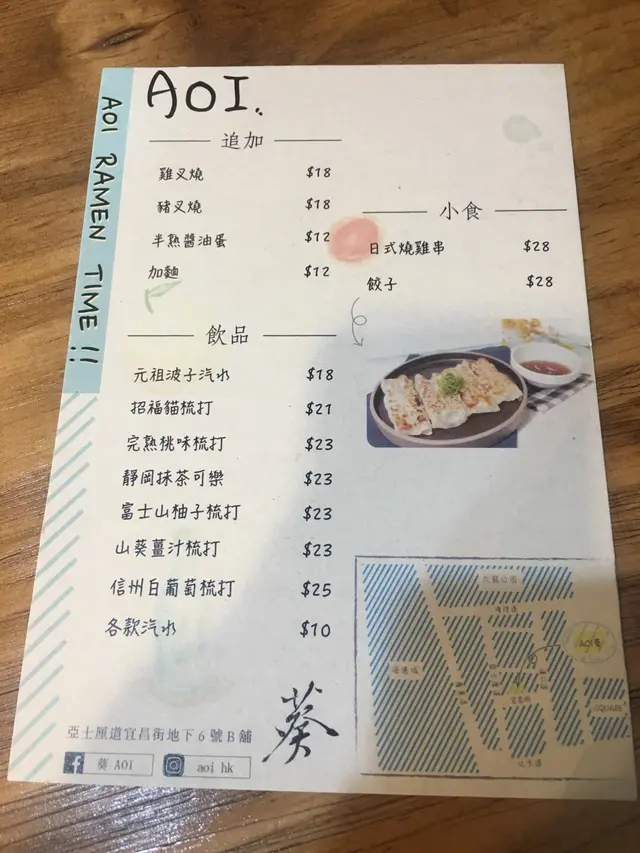 AOI.
AOI RAMEN TIME !!
追加
雞叉燒 $18
豬叉燒 $18
半熟醬油蛋 $12
加麵 $12
小食
日式燒雞串 $28
餃子 $28
飲品
元祖波子汽水 $18
招福貓梳打 $21
完熟桃味梳打 $23
靜岡抹茶可樂 $23
富士山柚子梳打 $23
山葵薑汁梳打 $23
信州白葡萄梳打 $25
各款汽水 $10
AOI葵
SQUARE
葵
亞士厘道宜昌街地下6號B舖
葵 AOI
aoi hk